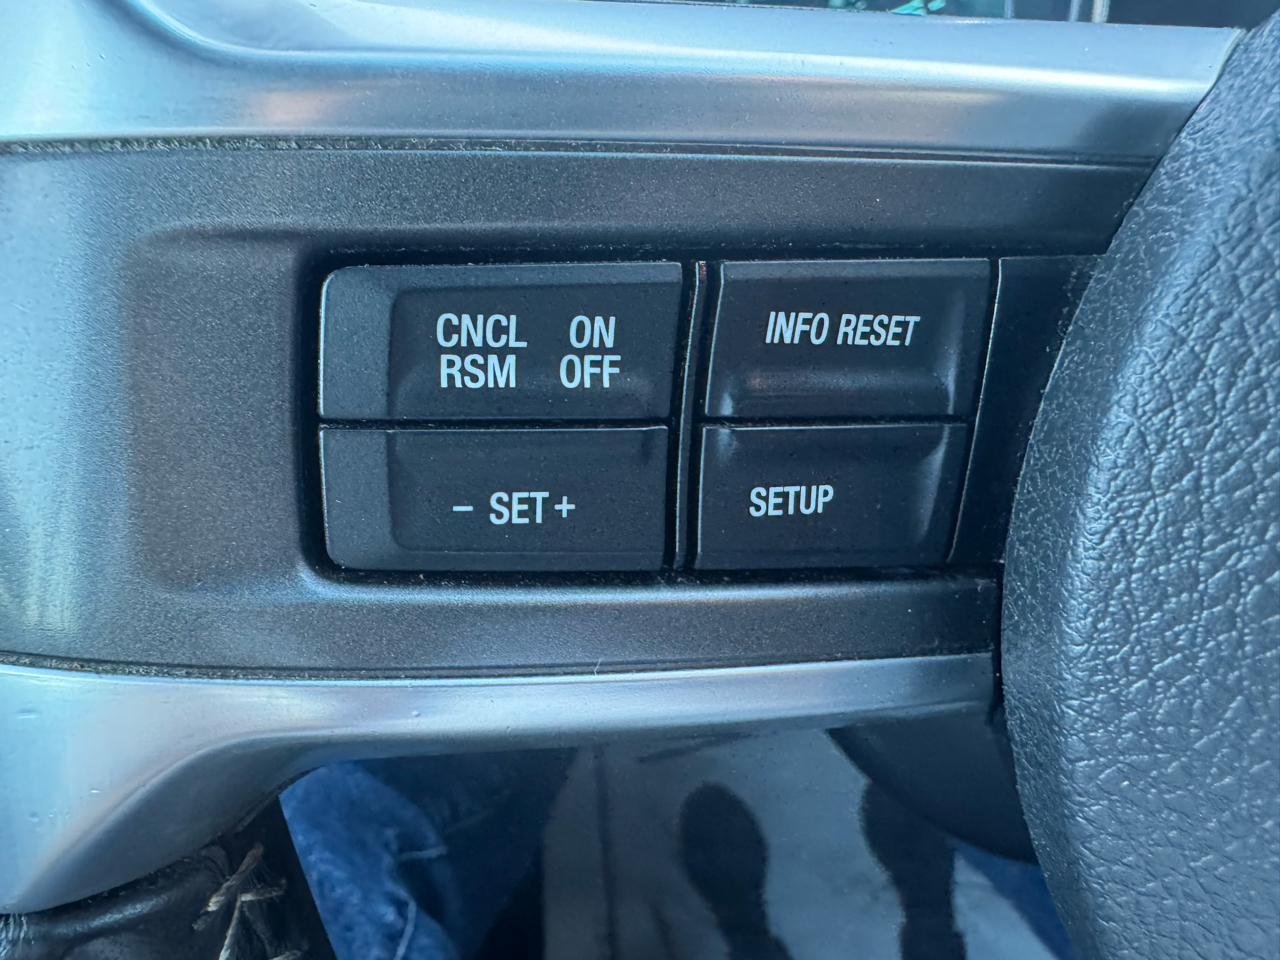 CNCL ON
RSM OFF
INFO RESET
– SET +
SETUP